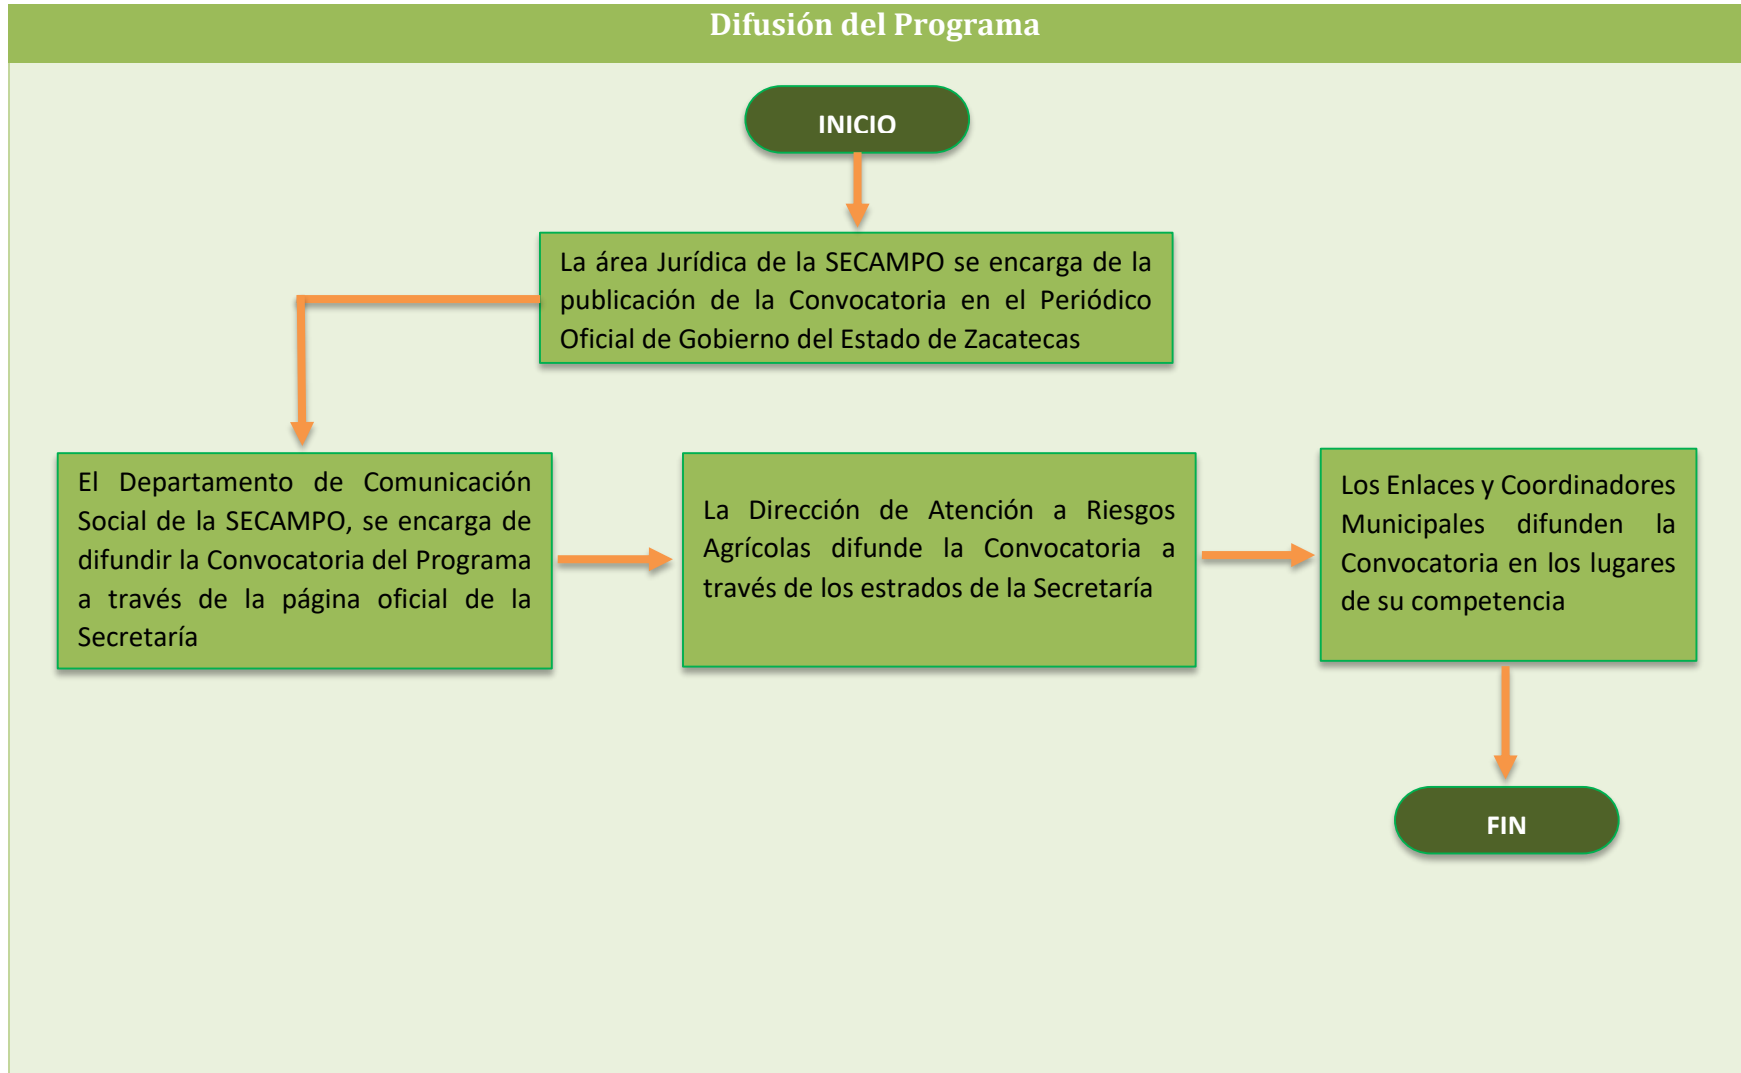 Difusión del Programa
INICIO
La área Jurídica de la SECAMPO se encarga de la
publicación de la Convocatoria en el Periódico
Oficial de Gobierno del Estado de Zacatecas
El Departamento de Comunicación
Social de la SECAMPO, se encarga de
difundir la Convocatoria del Programa
a través de la página oficial de la
Secretaría
La Dirección de Atención a Riesgos
Agrícolas difunde la Convocatoria a
través de los estrados de la Secretaría
Los Enlaces y Coordinadores
Municipales difunden la
Convocatoria en los lugares
de su competencia
FIN